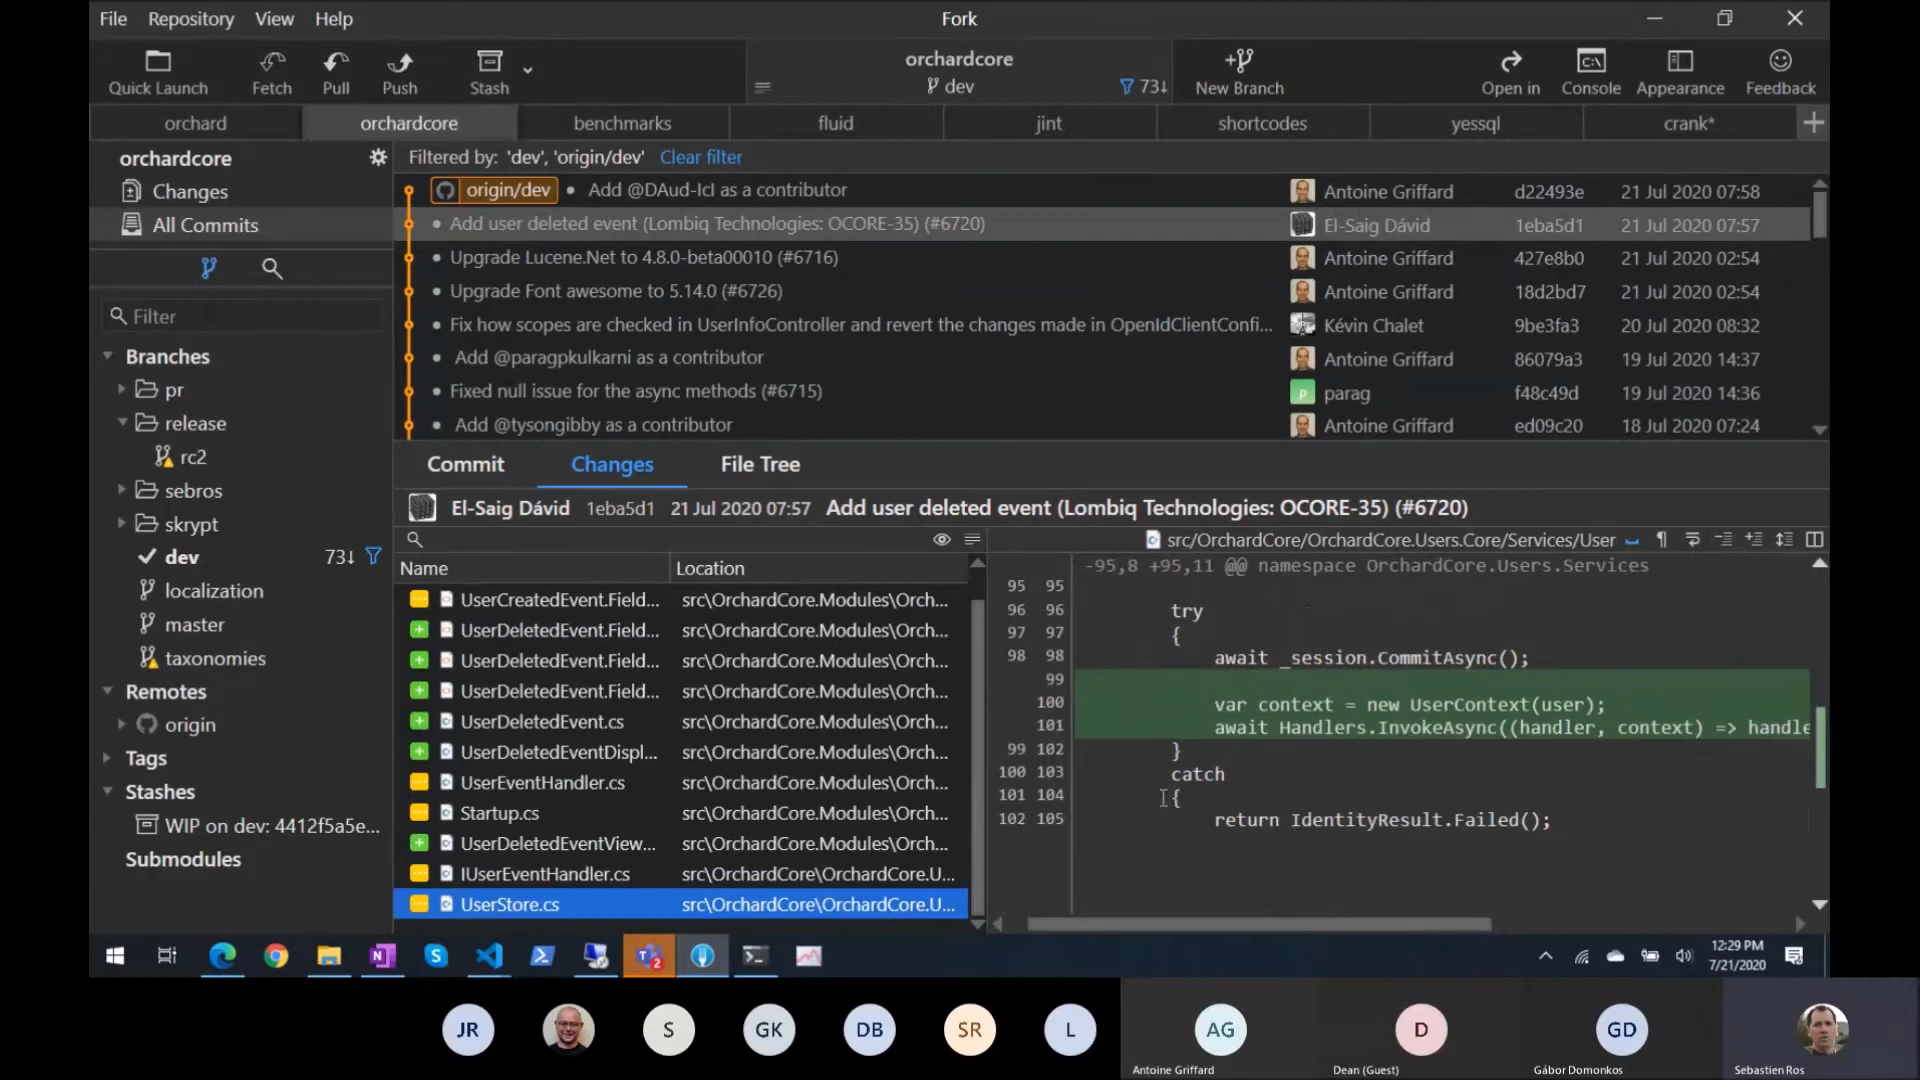 File Repository View Help
Fork
Quick Launch
Fetch
Pull
Push
Stash
orchardcore
dev
73↓
New Branch
Open in
Console
Appearance
Feedback
orchard
orchardcore
benchmarks
fluid
jint
shortcodes
yessql
crank*
orchardcore
Changes
All Commits
Filter
Branches
pr
release
rc2
sebros
skrypt
dev 73↓
localization
master
taxonomies
Remotes
origin
Tags
Stashes
WIP on dev: 4412f5a5e...
Submodules
Filtered by: 'dev', 'origin/dev' Clear filter
origin/dev • Add @DAud-IcI as a contributor Antoine Griffard d22493e 21 Jul 2020 07:58
• Add user deleted event (Lombiq Technologies: OCORE-35) (#6720) El-Saig Dávid 1eba5d1 21 Jul 2020 07:57
• Upgrade Lucene.Net to 4.8.0-beta00010 (#6716) Antoine Griffard 427e8b0 21 Jul 2020 02:54
• Upgrade Font awesome to 5.14.0 (#6726) Antoine Griffard 18d2bd7 21 Jul 2020 02:54
• Fix how scopes are checked in UserInfoController and revert the changes made in OpenIdClientConfi... Kévin Chalet 9be3fa3 20 Jul 2020 08:32
• Add @paragpkulkarni as a contributor Antoine Griffard 86079a3 19 Jul 2020 14:37
• Fixed null issue for the async methods (#6715) P parag f48c49d 19 Jul 2020 14:36
• Add @tysongibby as a contributor Antoine Griffard ed09c20 18 Jul 2020 07:24
Commit Changes File Tree
El-Saig Dávid 1eba5d1 21 Jul 2020 07:57 Add user deleted event (Lombiq Technologies: OCORE-35) (#6720)
Name Location
UserCreatedEvent.Field... src\OrchardCore.Modules\Orch...
UserDeletedEvent.Field... src\OrchardCore.Modules\Orch...
UserDeletedEvent.Field... src\OrchardCore.Modules\Orch...
UserDeletedEvent.Field... src\OrchardCore.Modules\Orch...
UserDeletedEvent.cs src\OrchardCore.Modules\Orch...
UserDeletedEventDispl... src\OrchardCore.Modules\Orch...
UserEventHandler.cs src\OrchardCore.Modules\Orch...
Startup.cs src\OrchardCore.Modules\Orch...
UserDeletedEventView... src\OrchardCore.Modules\Orch...
IUserEventHandler.cs src\OrchardCore\OrchardCore.U...
UserStore.cs src\OrchardCore\OrchardCore.U...
src/OrchardCore/OrchardCore.Users.Core/Services/User
-95,8 +95,11 @@ namespace OrchardCore.Users.Services
95 95
96 96 try
97 97 {
98 98 await _session.CommitAsync();
99
100 var context = new UserContext(user);
101 await Handlers.InvokeAsync((handler, context) => handle
99 102 }
100 103 catch
101 104 {
102 105 return IdentityResult.Failed();
12:29 PM
7/21/2020
JR
S
GK
DB
SR
L
AG
Antoine Griffard
D
Dean (Guest)
GD
Gábor Domonkos
Sebastien Ros